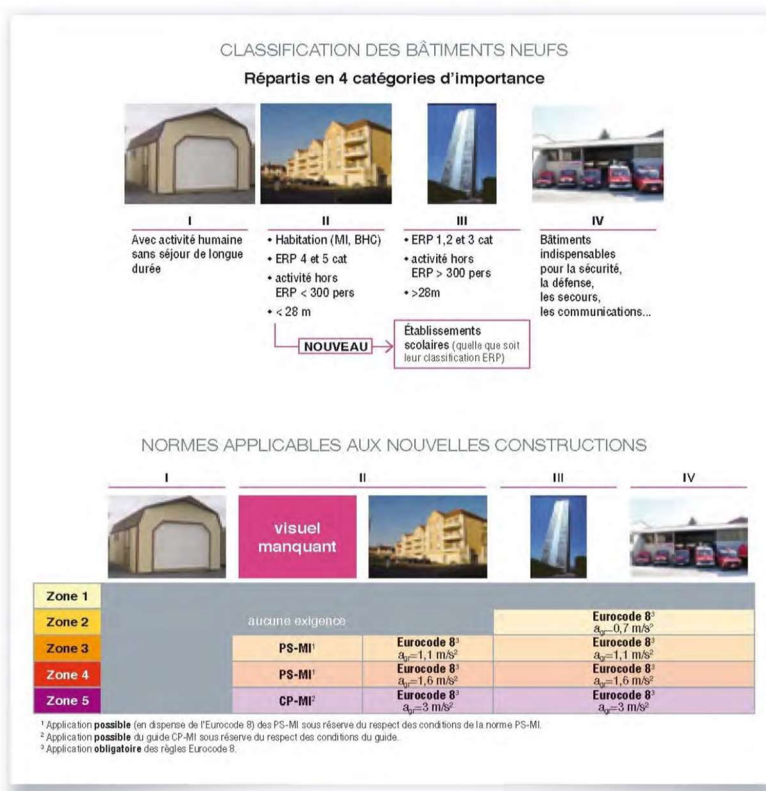 CLASSIFICATION DES BÂTIMENTS NEUFS
Répartis en 4 catégories d'importance
I
Avec activité humaine
sans séjour de longue
durée
II
• Habitation (MI, BHC)
• ERP 4 et 5 cat
• activité hors
ERP < 300 pers
• < 28 m
III
• ERP 1,2 et 3 cat
• activité hors
ERP > 300 pers
• >28m
IV
Bâtiments
indispensables
pour la sécurité,
la défense,
les secours,
les communications...
NOUVEAU
Établissements
scolaires (quelle que soit
leur classification ERP)
NORMES APPLICABLES AUX NOUVELLES CONSTRUCTIONS
I II III IV
visuel
manquant
Zone 1
Zone 2 aucune exigence Eurocode 8³
agr=0,7 m/s²
Zone 3 PS-MI¹ Eurocode 8³ Eurocode 8³
agr=1,1 m/s² agr=1,1 m/s²
Zone 4 PS-MI¹ Eurocode 8³ Eurocode 8³
agr=1,6 m/s² agr=1,6 m/s²
Zone 5 CP-MI² Eurocode 8³ Eurocode 8³
agr=3 m/s² agr=3 m/s²
¹ Application possible (en dispense de l'Eurocode 8) des PS-MI sous réserve du respect des conditions de la norme PS-MI.
² Application possible du guide CP-MI sous réserve du respect des conditions du guide.
³ Application obligatoire des règles Eurocode 8.